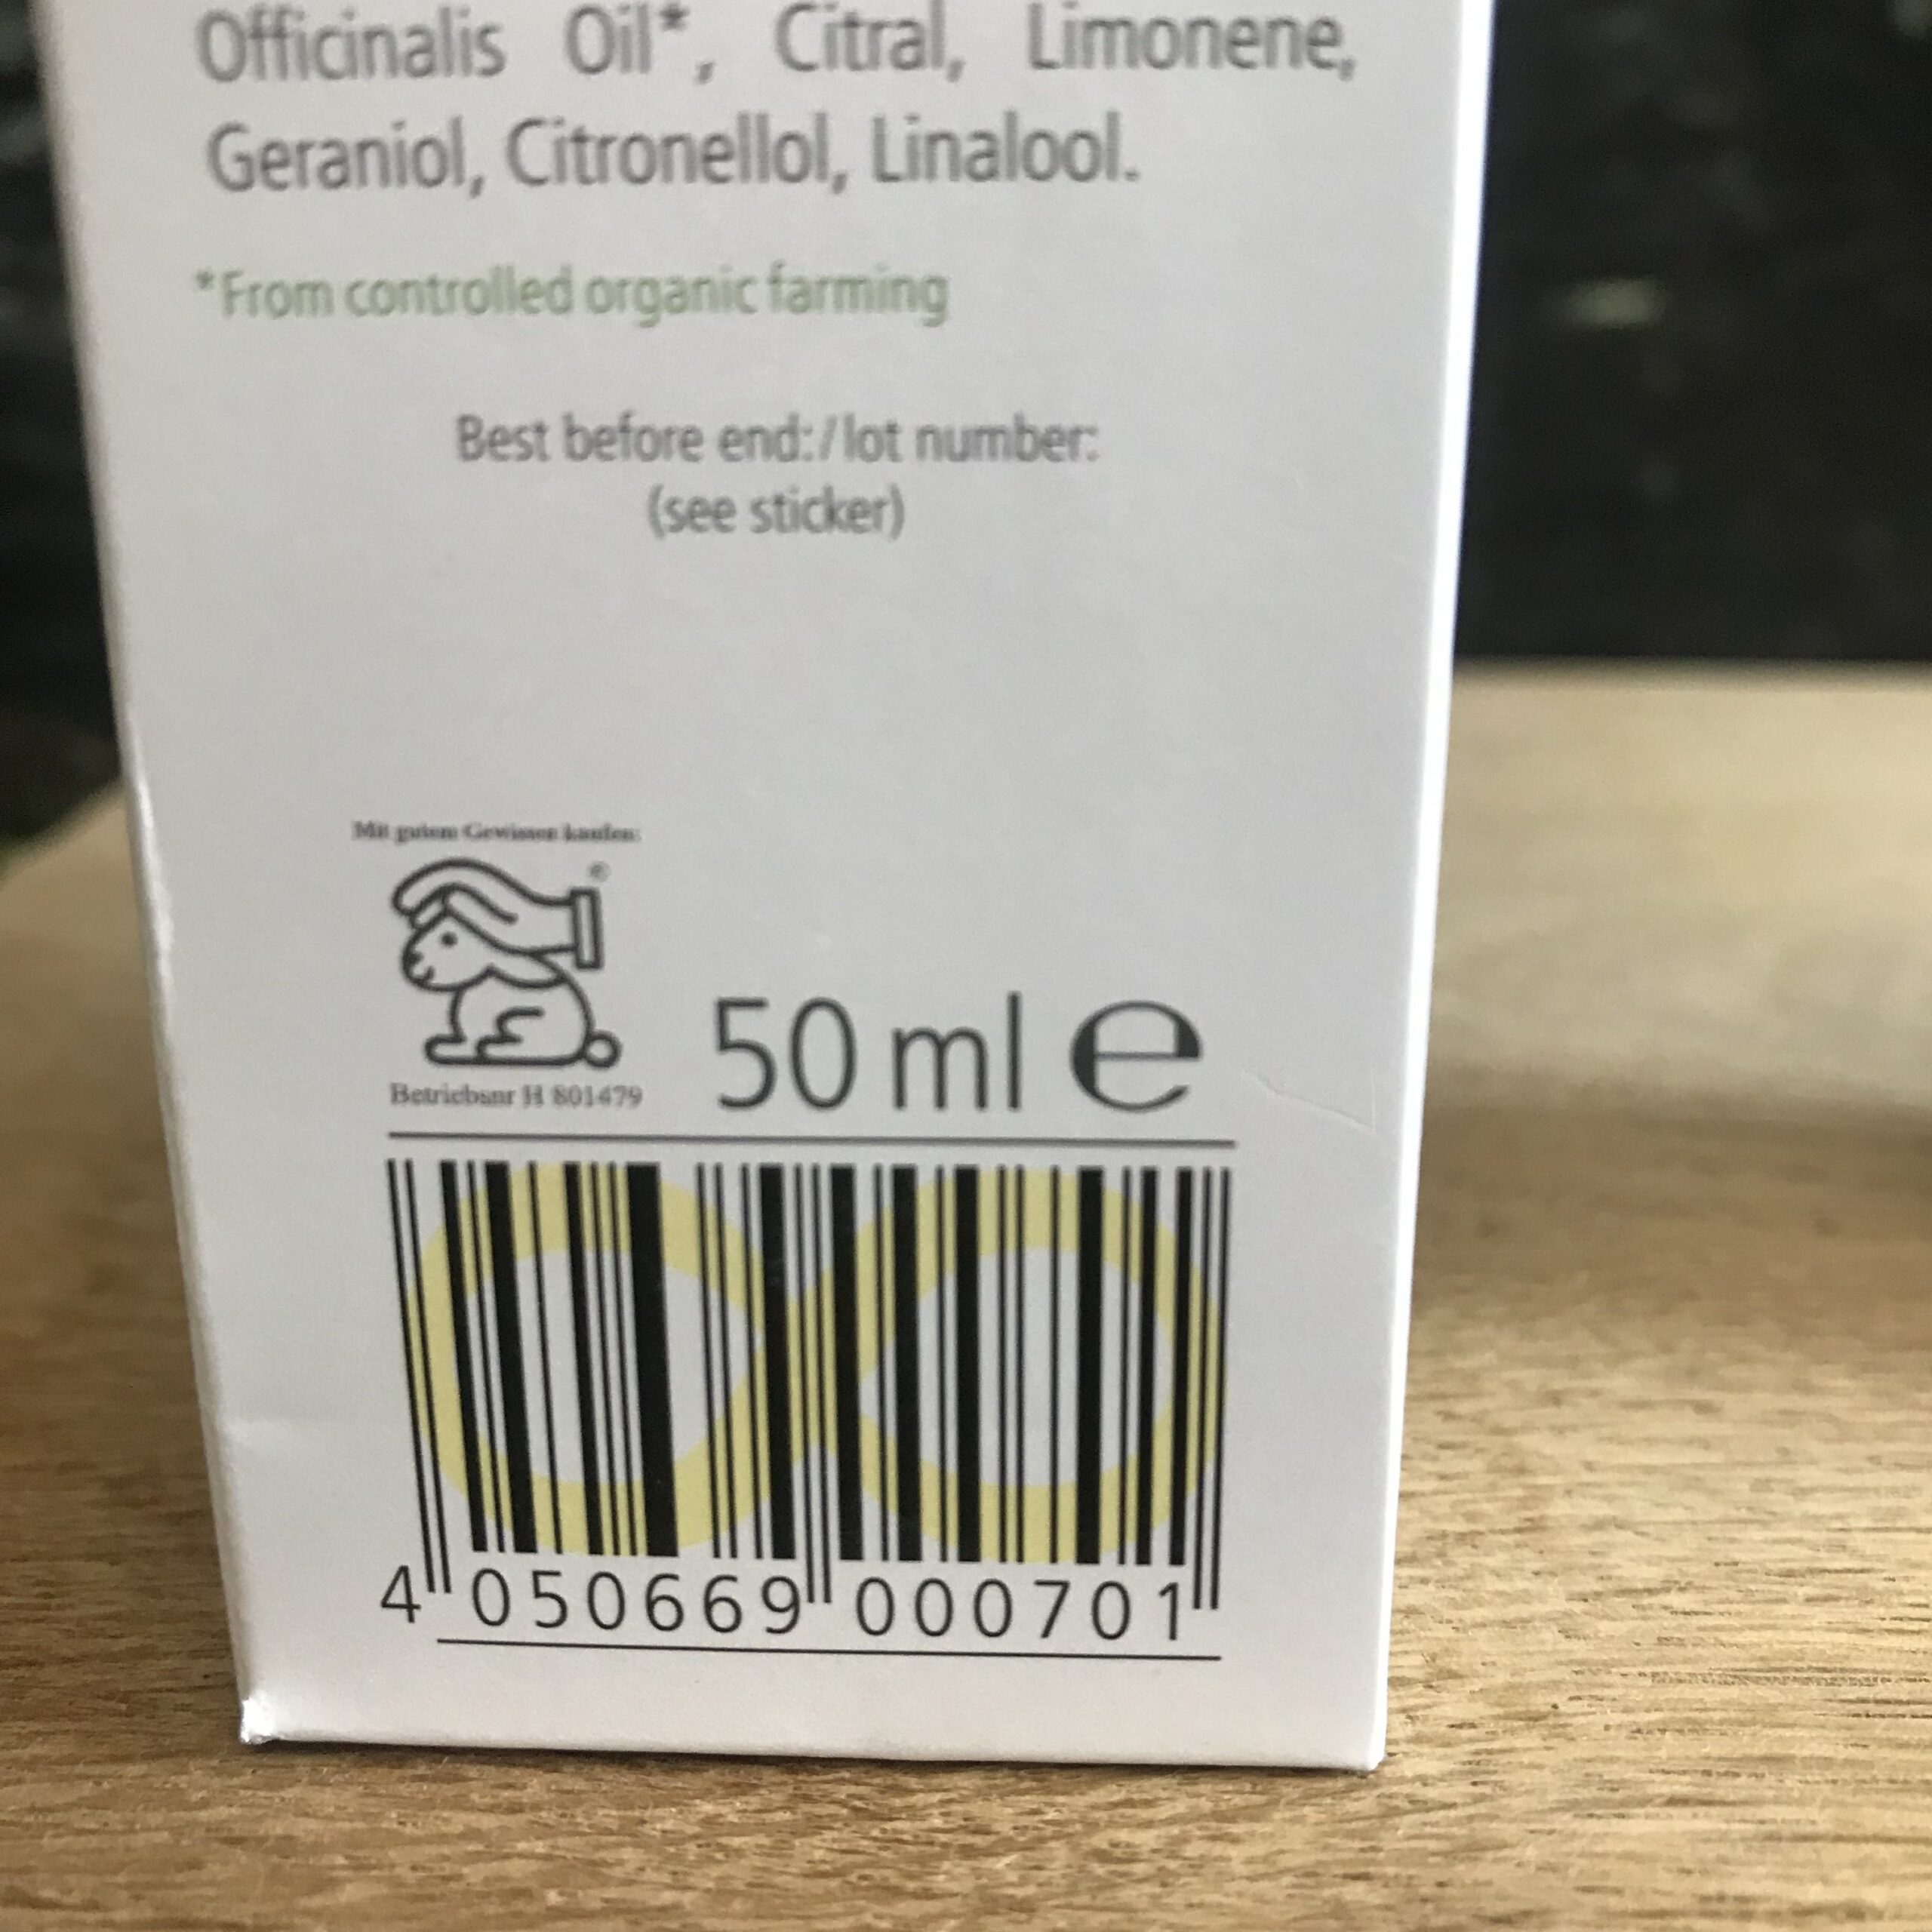 Officinalis Oil*, Citral, Limonene,
Geraniol, Citronellol, Linalool.
*From controlled organic farming
Best before end:/lot number:
(see sticker)
Mit gutem Gewissen kaufen:
®
Betriebsnr H 801479
50 ml ℮
4 050669 000701